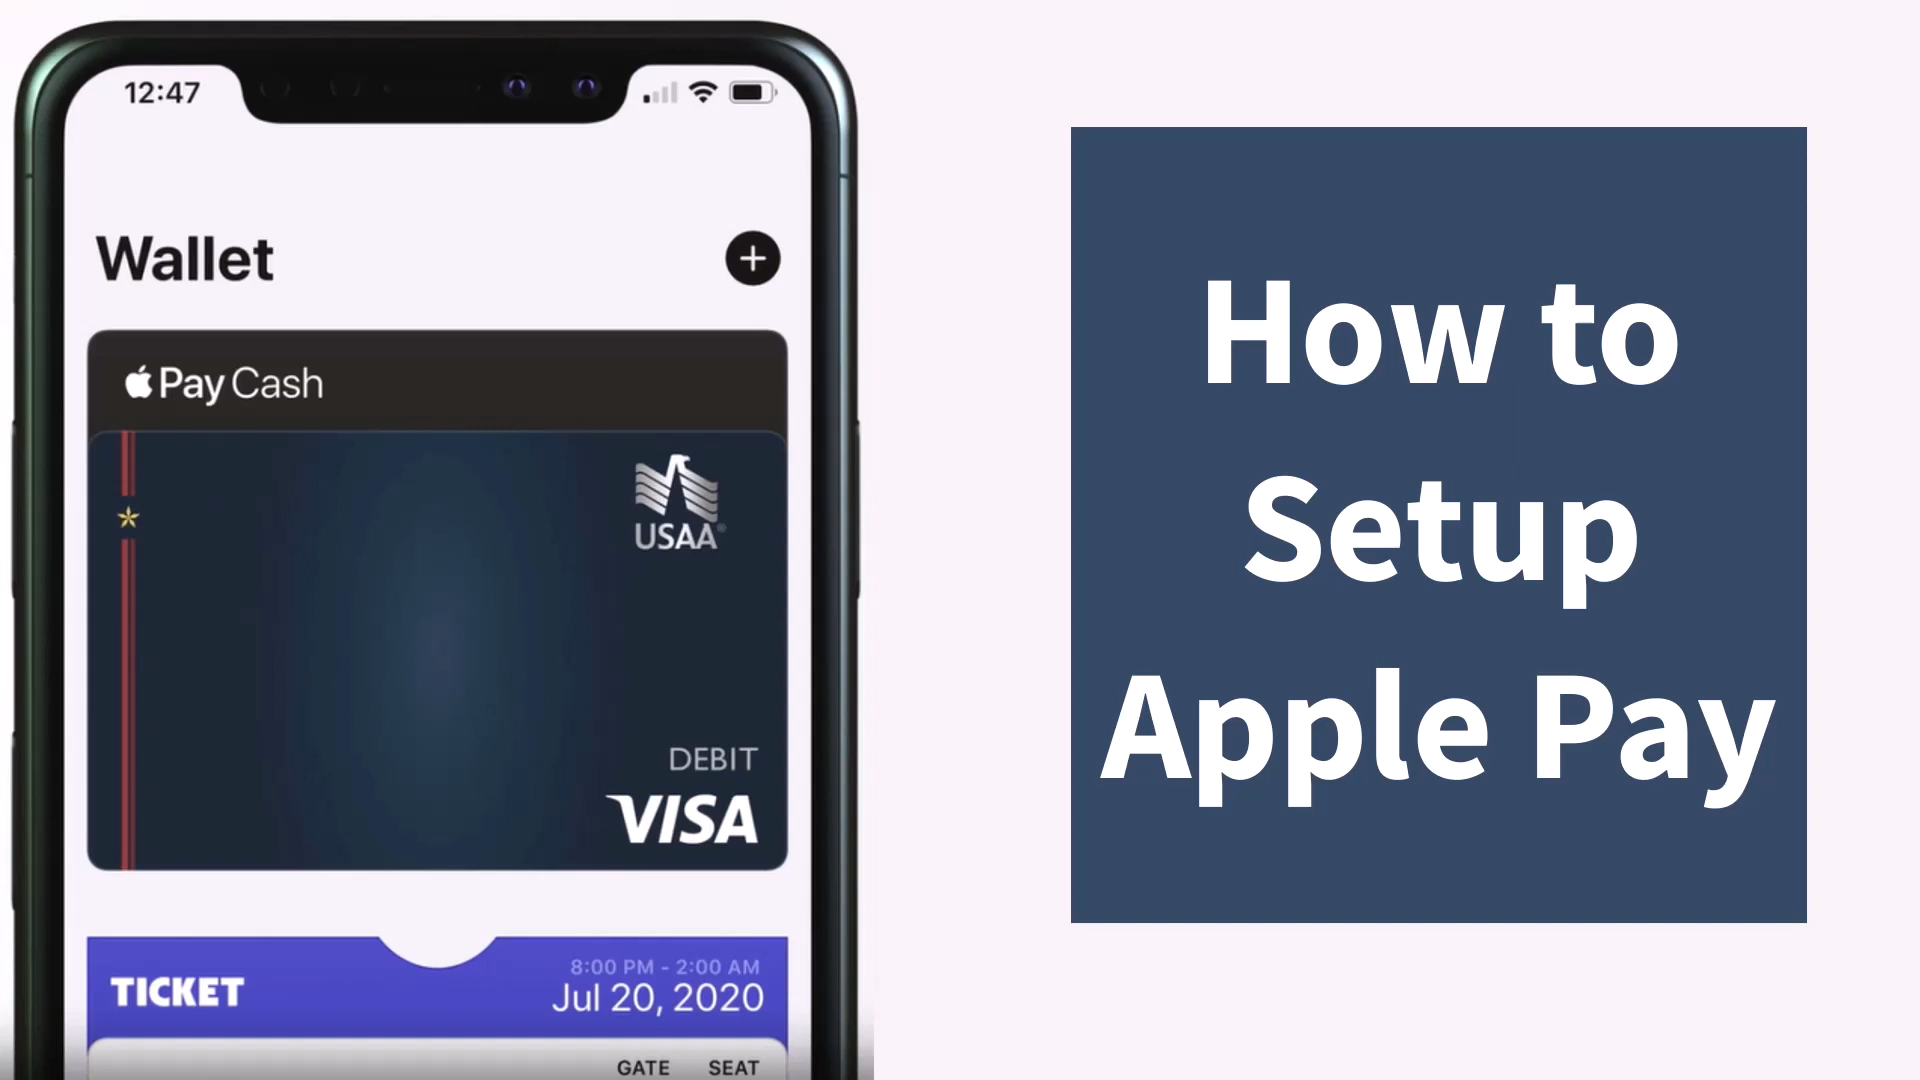 12:47
Wallet
Pay Cash
USAA®
DEBIT
VISA
TICKET
8:00 PM - 2:00 AM
Jul 20, 2020
GATE SEAT
How to
Setup
Apple Pay